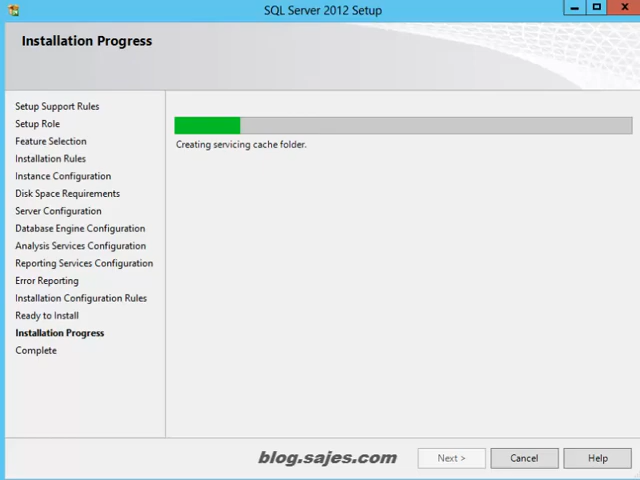 SQL Server 2012 Setup
Installation Progress
Setup Support Rules
Setup Role
Feature Selection
Installation Rules
Instance Configuration
Disk Space Requirements
Server Configuration
Database Engine Configuration
Analysis Services Configuration
Reporting Services Configuration
Error Reporting
Installation Configuration Rules
Ready to Install
Installation Progress
Complete
Creating servicing cache folder.
blog.sajes.com
Next >
Cancel
Help